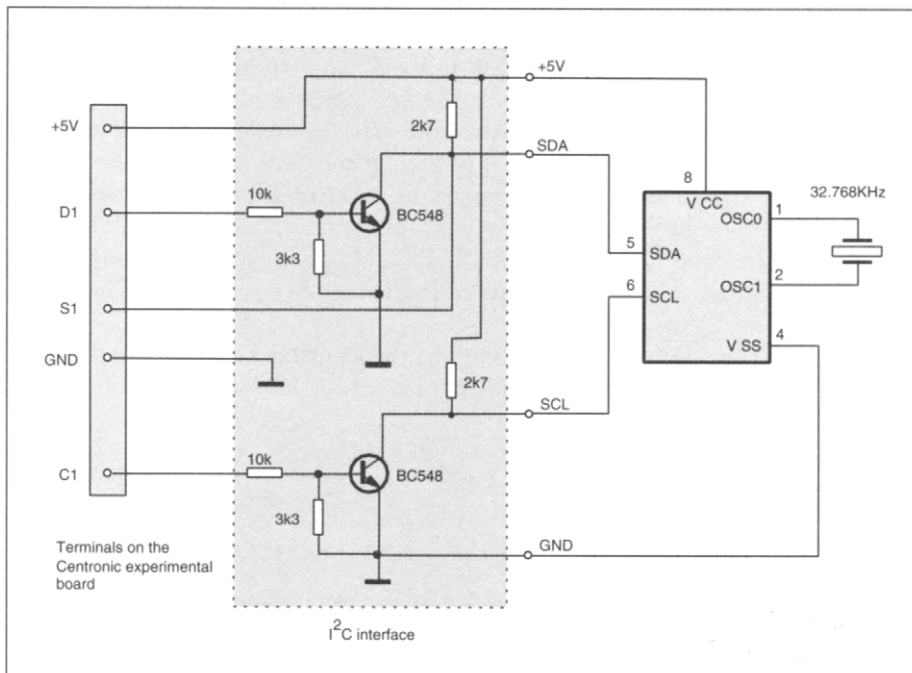 +5V
+5V
2k7
SDA
D1
10k
BC548
3k3
8
V CC
32.768KHz
OSC0
1
5
SDA
S1
OSC1
2
6
SCL
GND
V SS
4
2k7
SCL
C1
10k
BC548
3k3
GND
Terminals on the
Centronic experimental
board
I2C interface